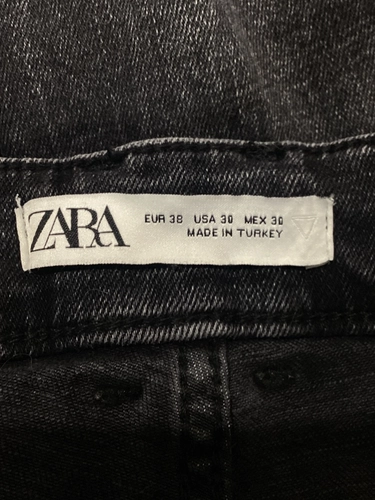 ZARA
EUR 38 USA 30 MEX 30
MADE IN TURKEY